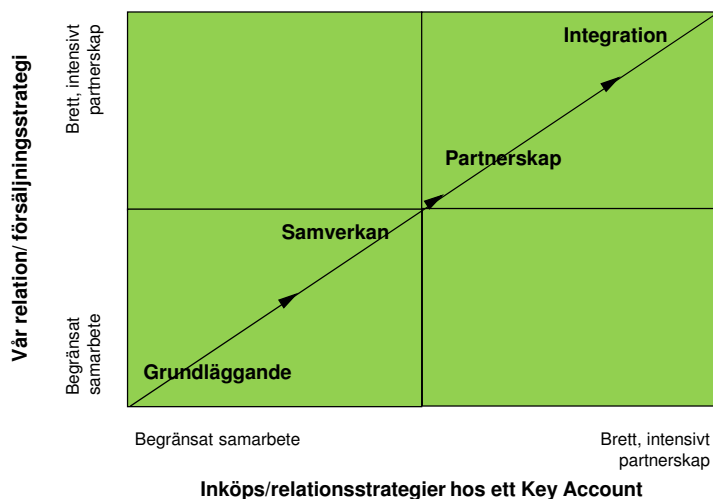 Vår relation/ försäljningsstrategi
Brett, intensivt
partnerskap
Begränsat
samarbete
Integration
Partnerskap
Samverkan
Grundläggande
Begränsat samarbete
Brett, intensivt
partnerskap
Inköps/relationsstrategier hos ett Key Account